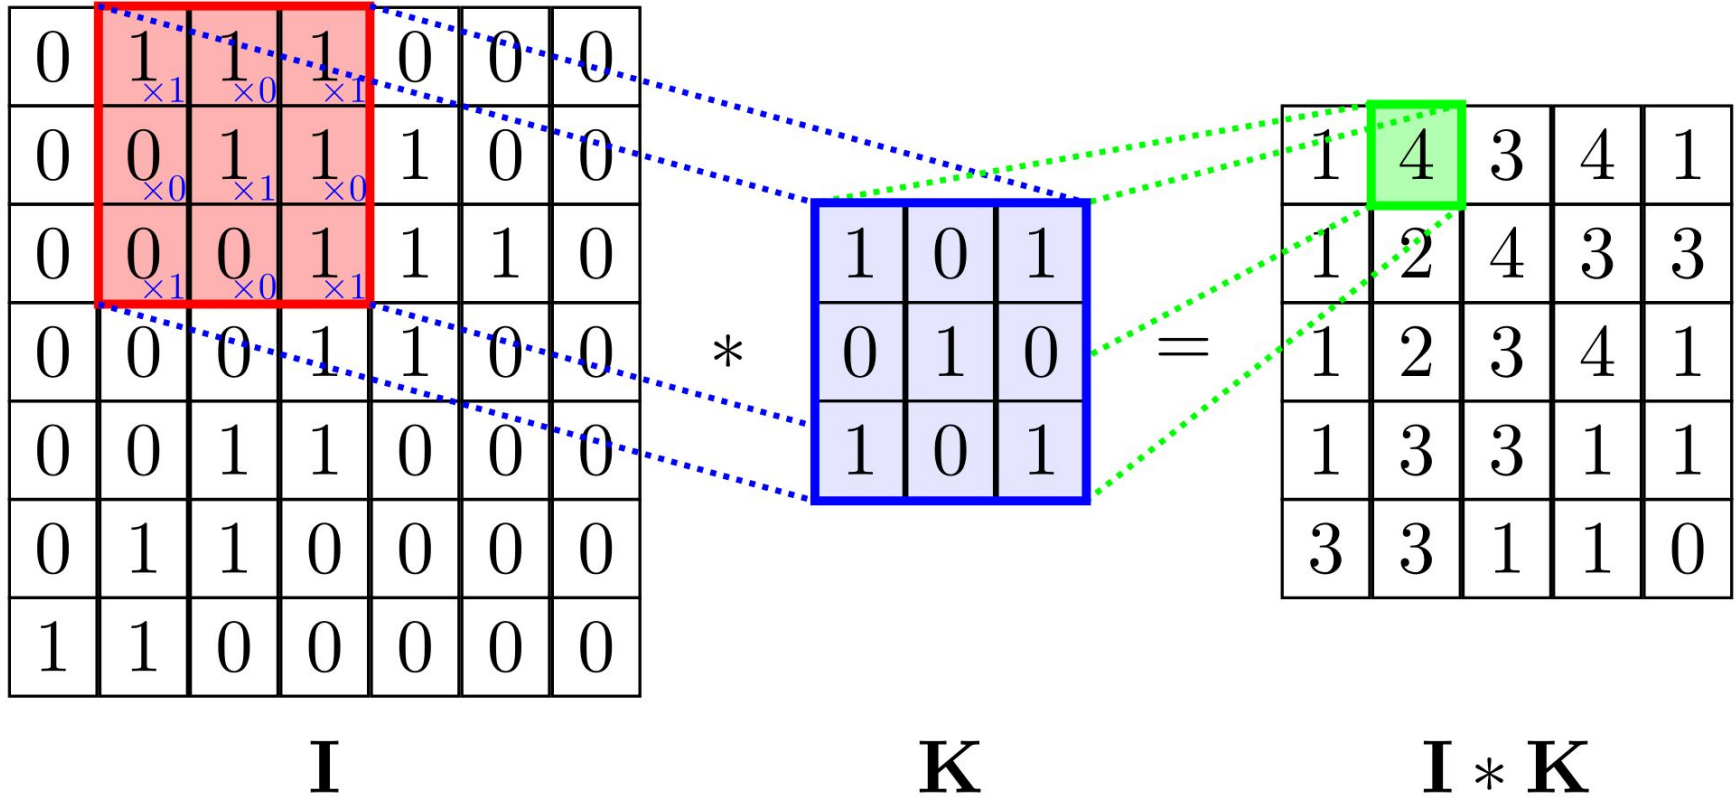 0 1 1 1 0 0 0
×1 ×0 ×1
0 1 1 1 0 0 1 4 3 4 1
0
×0 ×1 ×0
0 0 0 1 1 1 0 1 0 1 1 2 4 3 3
×1 ×0 ×1
0 0 0 1 1 0 0 * 0 1 0 = 1 2 3 4 1
0 0 1 1 0 0 0 1 0 1 1 3 3 1 1
0 1 1 0 0 0 0 3 3 1 1 0
1 1 0 0 0 0 0
I K I * K